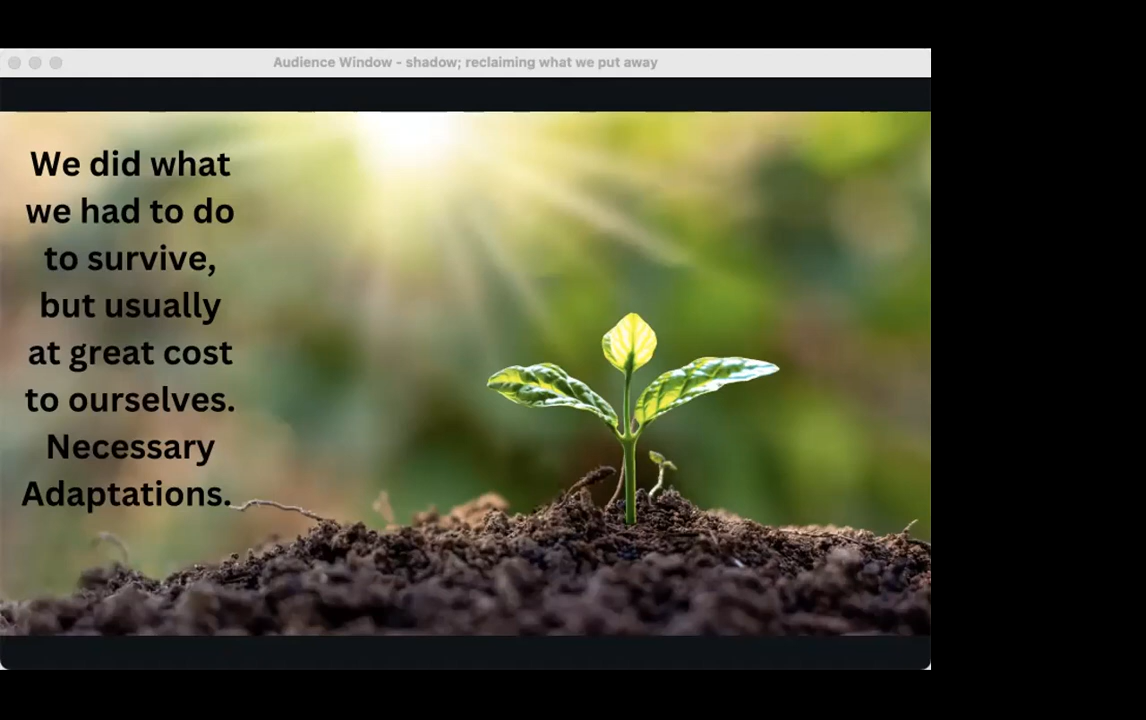 Audience Window - shadow; reclaiming what we put away
We did what
we had to do
to survive,
but usually
at great cost
to ourselves.
Necessary
Adaptations.